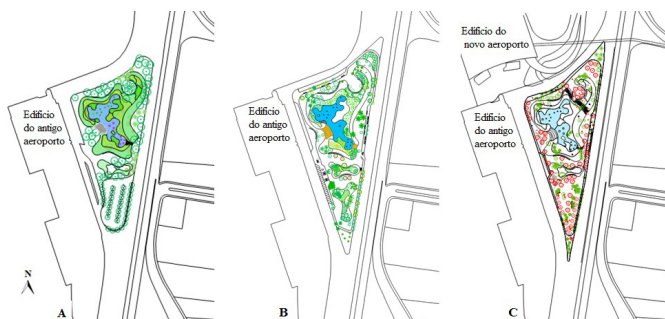 Edifício
do antigo
aeroporto
N
A
Edifício
do antigo
aeroporto
B
Edifício do
novo aeroporto
Edifício
do antigo
aeroporto
C